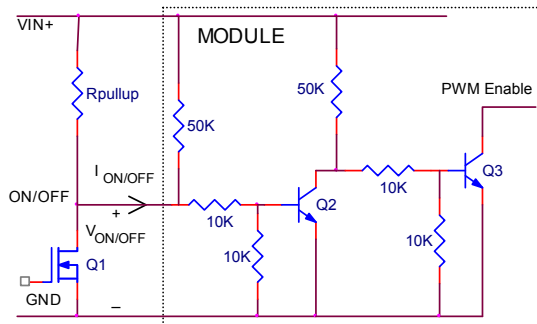 VIN+
MODULE
Rpullup
50K
50K
PWM Enable
I ON/OFF
ON/OFF
+
V ON/OFF
10K
Q2
10K
Q3
10K
10K
Q1
GND
–